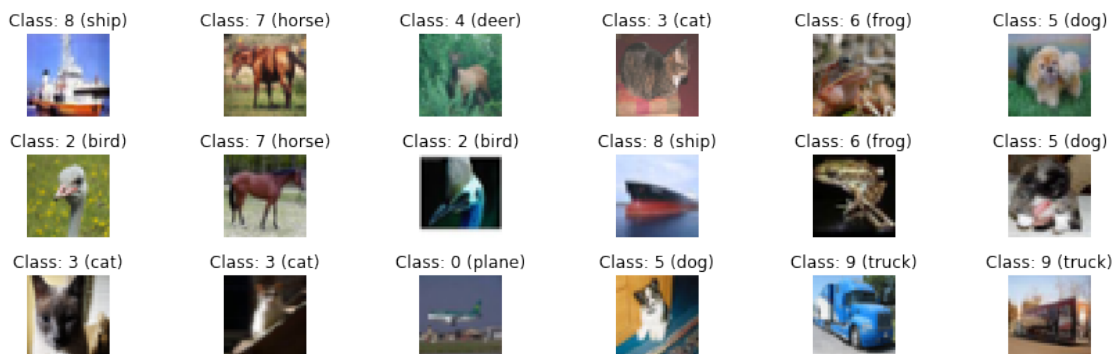 Class: 8 (ship) Class: 7 (horse) Class: 4 (deer) Class: 3 (cat) Class: 6 (frog) Class: 5 (dog)
Class: 2 (bird) Class: 7 (horse) Class: 2 (bird) Class: 8 (ship) Class: 6 (frog) Class: 5 (dog)
Class: 3 (cat) Class: 3 (cat) Class: 0 (plane) Class: 5 (dog) Class: 9 (truck) Class: 9 (truck)